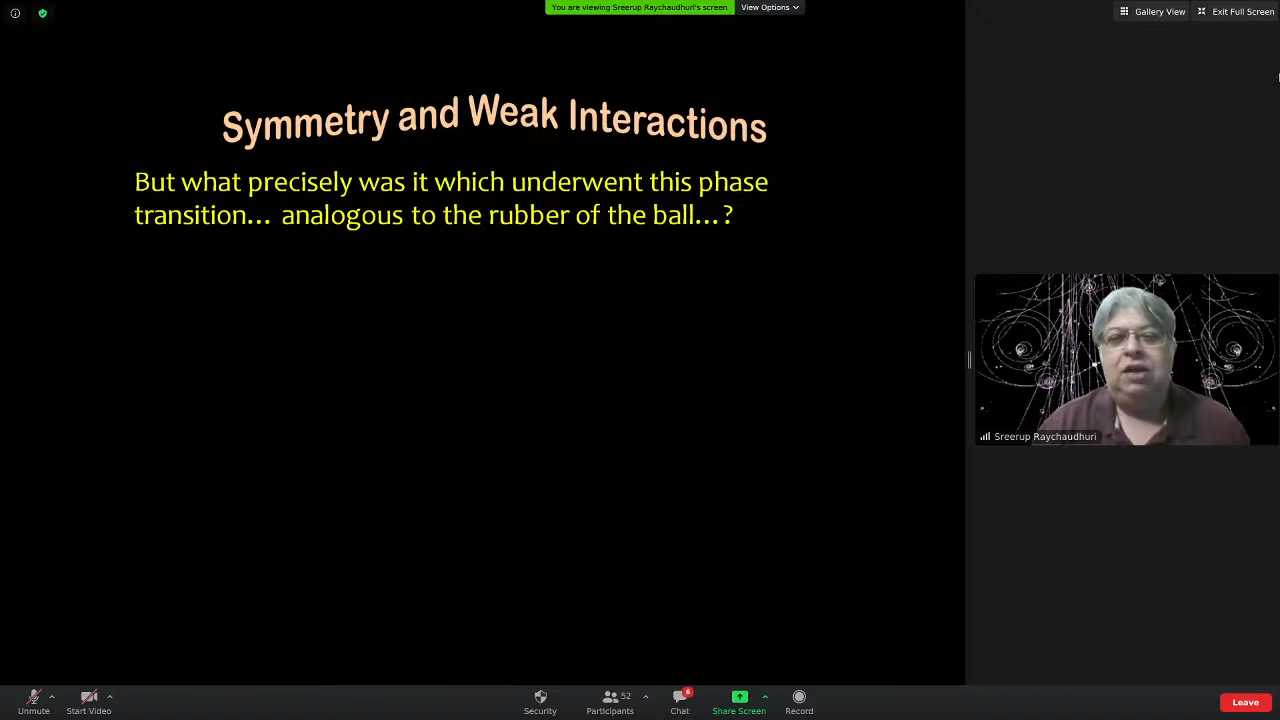 You are viewing Sreerup Raychaudhuri's screen
View Options
Gallery View
Exit Full Screen
Symmetry and Weak Interactions
But what precisely was it which underwent this phase
transition... analogous to the rubber of the ball...?
Sreerup Raychaudhuri
Unmute
Start Video
Security
52
Participants
6
Chat
Share Screen
Record
Leave